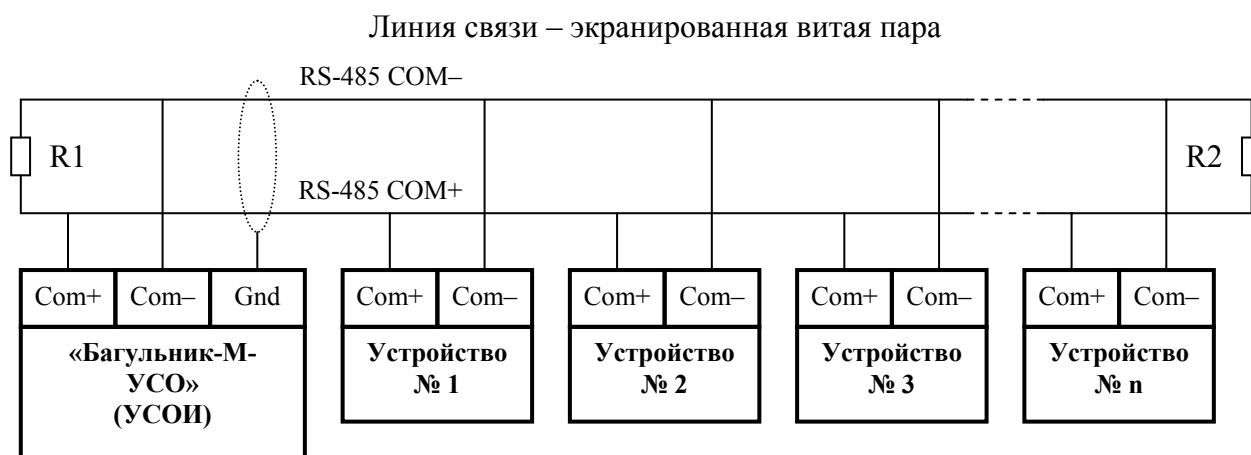 Линия связи – экранированная витая пара
RS-485 COM–
R1
R2
RS-485 COM+
Com+ Com– Gnd Com+ Com– Com+ Com– Com+ Com– Com+ Com–
«Багульник-М-
УСО»
(УСОИ)
Устройство
№ 1
Устройство
№ 2
Устройство
№ 3
Устройство
№ n